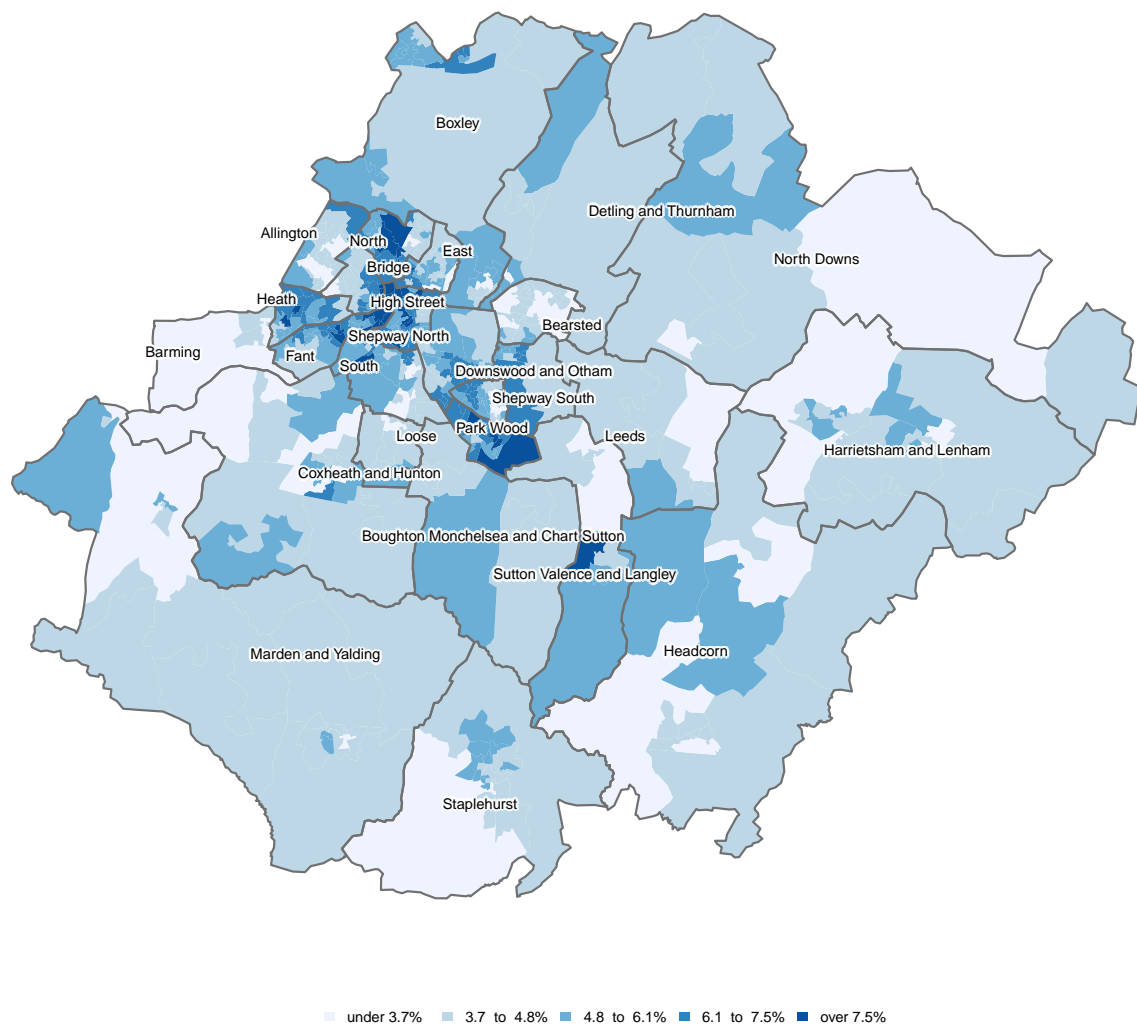 Boxley
Detling and Thurnham
Allington
North
East
North Downs
Bridge
Heath
High Street
Bearsted
Shepway North
Barming
Fant
South
Downswood and Otham
Shepway South
Park Wood
Loose
Leeds
Harrietsham and Lenham
Coxheath and Hunton
Boughton Monchelsea and Chart Sutton
Sutton Valence and Langley
Marden and Yalding
Headcorn
Staplehurst
under 3.7% 3.7 to 4.8% 4.8 to 6.1% 6.1 to 7.5% over 7.5%